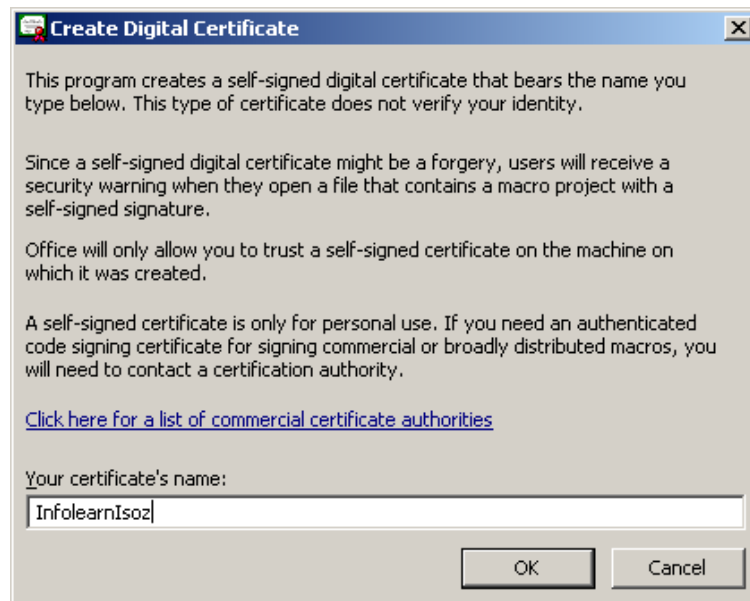 Create Digital Certificate
This program creates a self-signed digital certificate that bears the name you
type below. This type of certificate does not verify your identity.
Since a self-signed digital certificate might be a forgery, users will receive a
security warning when they open a file that contains a macro project with a
self-signed signature.
Office will only allow you to trust a self-signed certificate on the machine on
which it was created.
A self-signed certificate is only for personal use. If you need an authenticated
code signing certificate for signing commercial or broadly distributed macros, you
will need to contact a certification authority.
Click here for a list of commercial certificate authorities
Your certificate's name:
InfolearnIsoz
OK Cancel